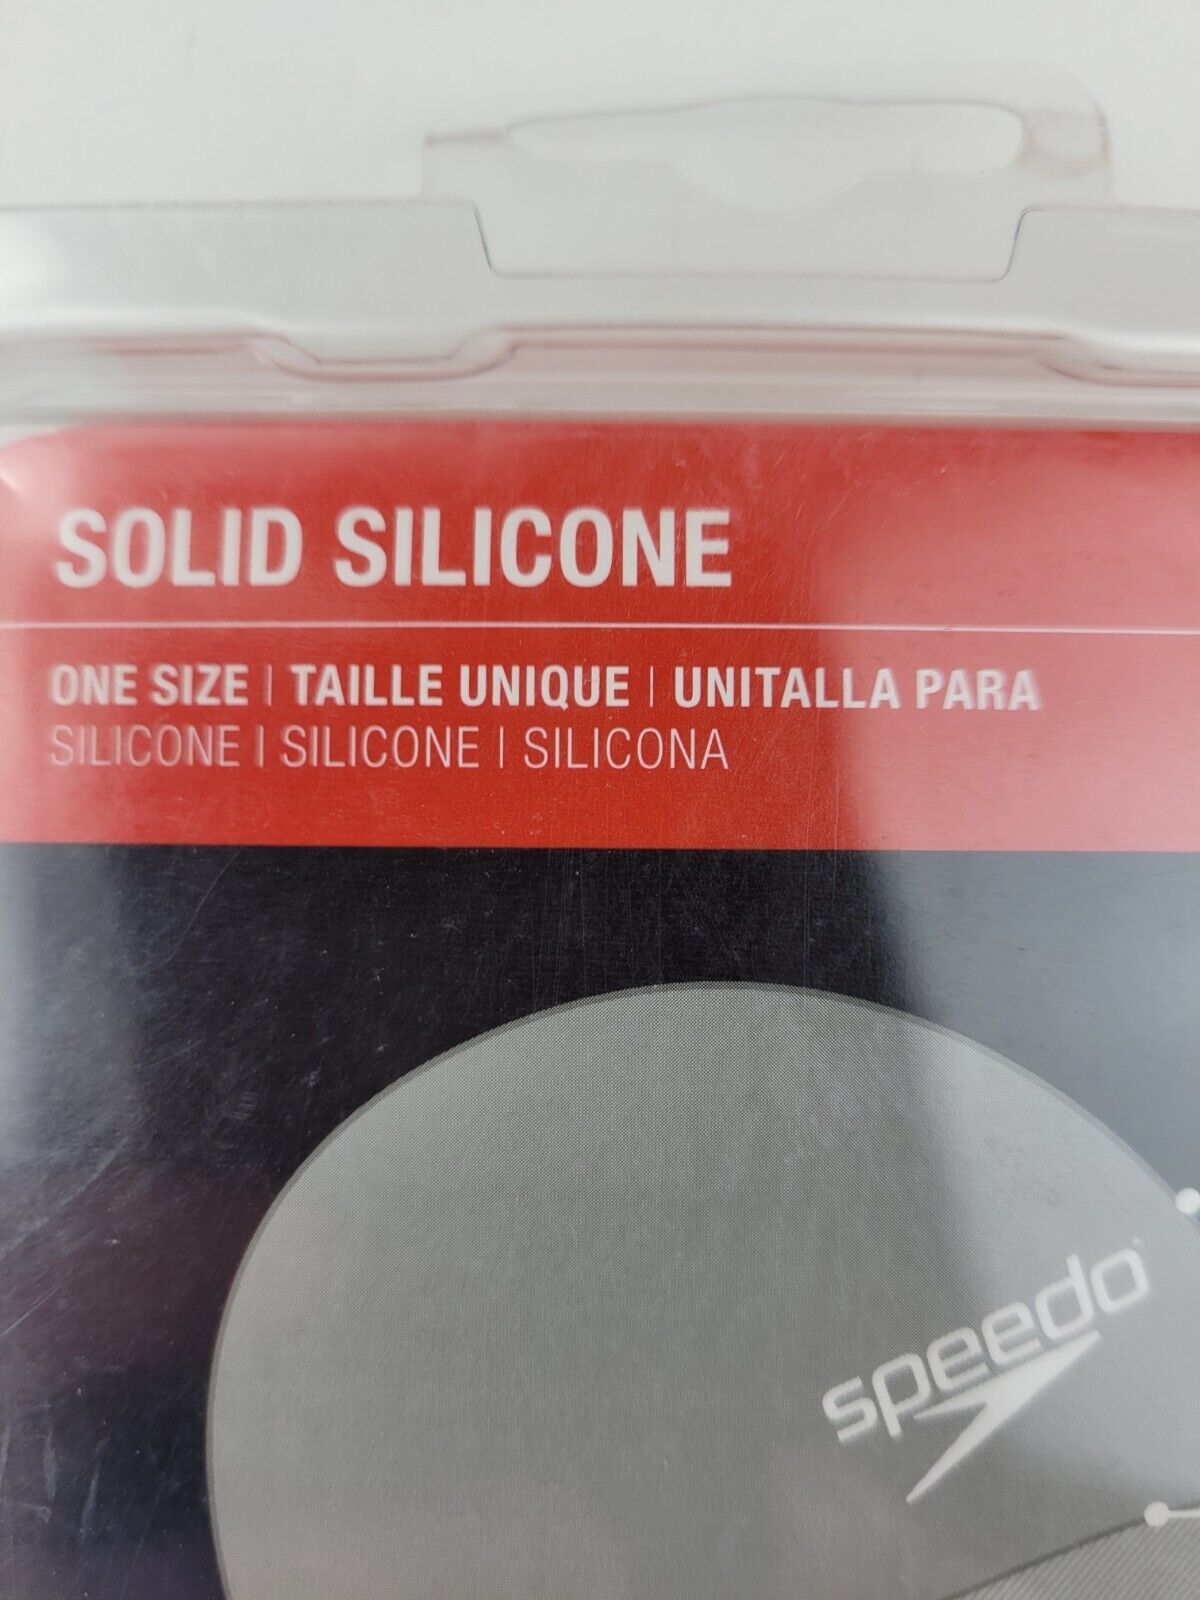 SOLID SILICONE
ONE SIZE | TAILLE UNIQUE | UNITALLA PARA
SILICONE | SILICONE | SILICONA
speedo